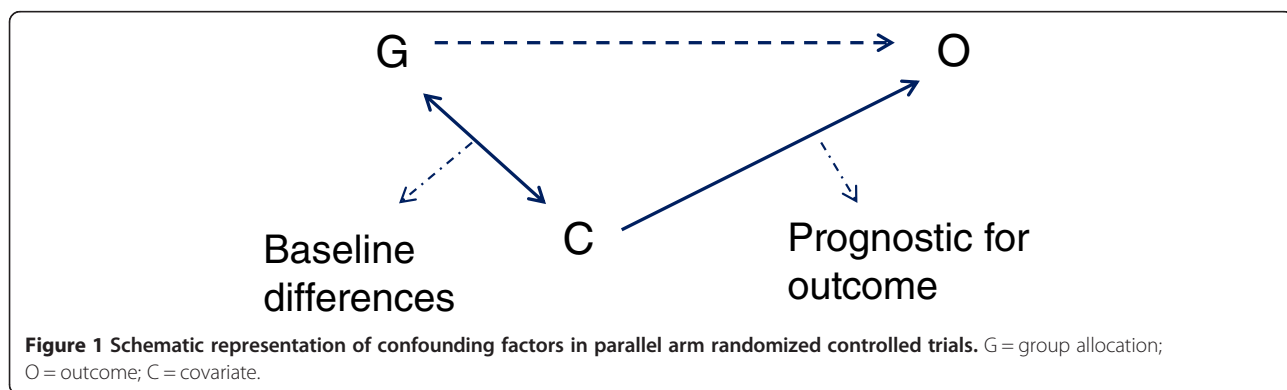 G
O
C
Baseline
differences
Prognostic for
outcome
Figure 1 Schematic representation of confounding factors in parallel arm randomized controlled trials. G = group allocation;
O = outcome; C = covariate.